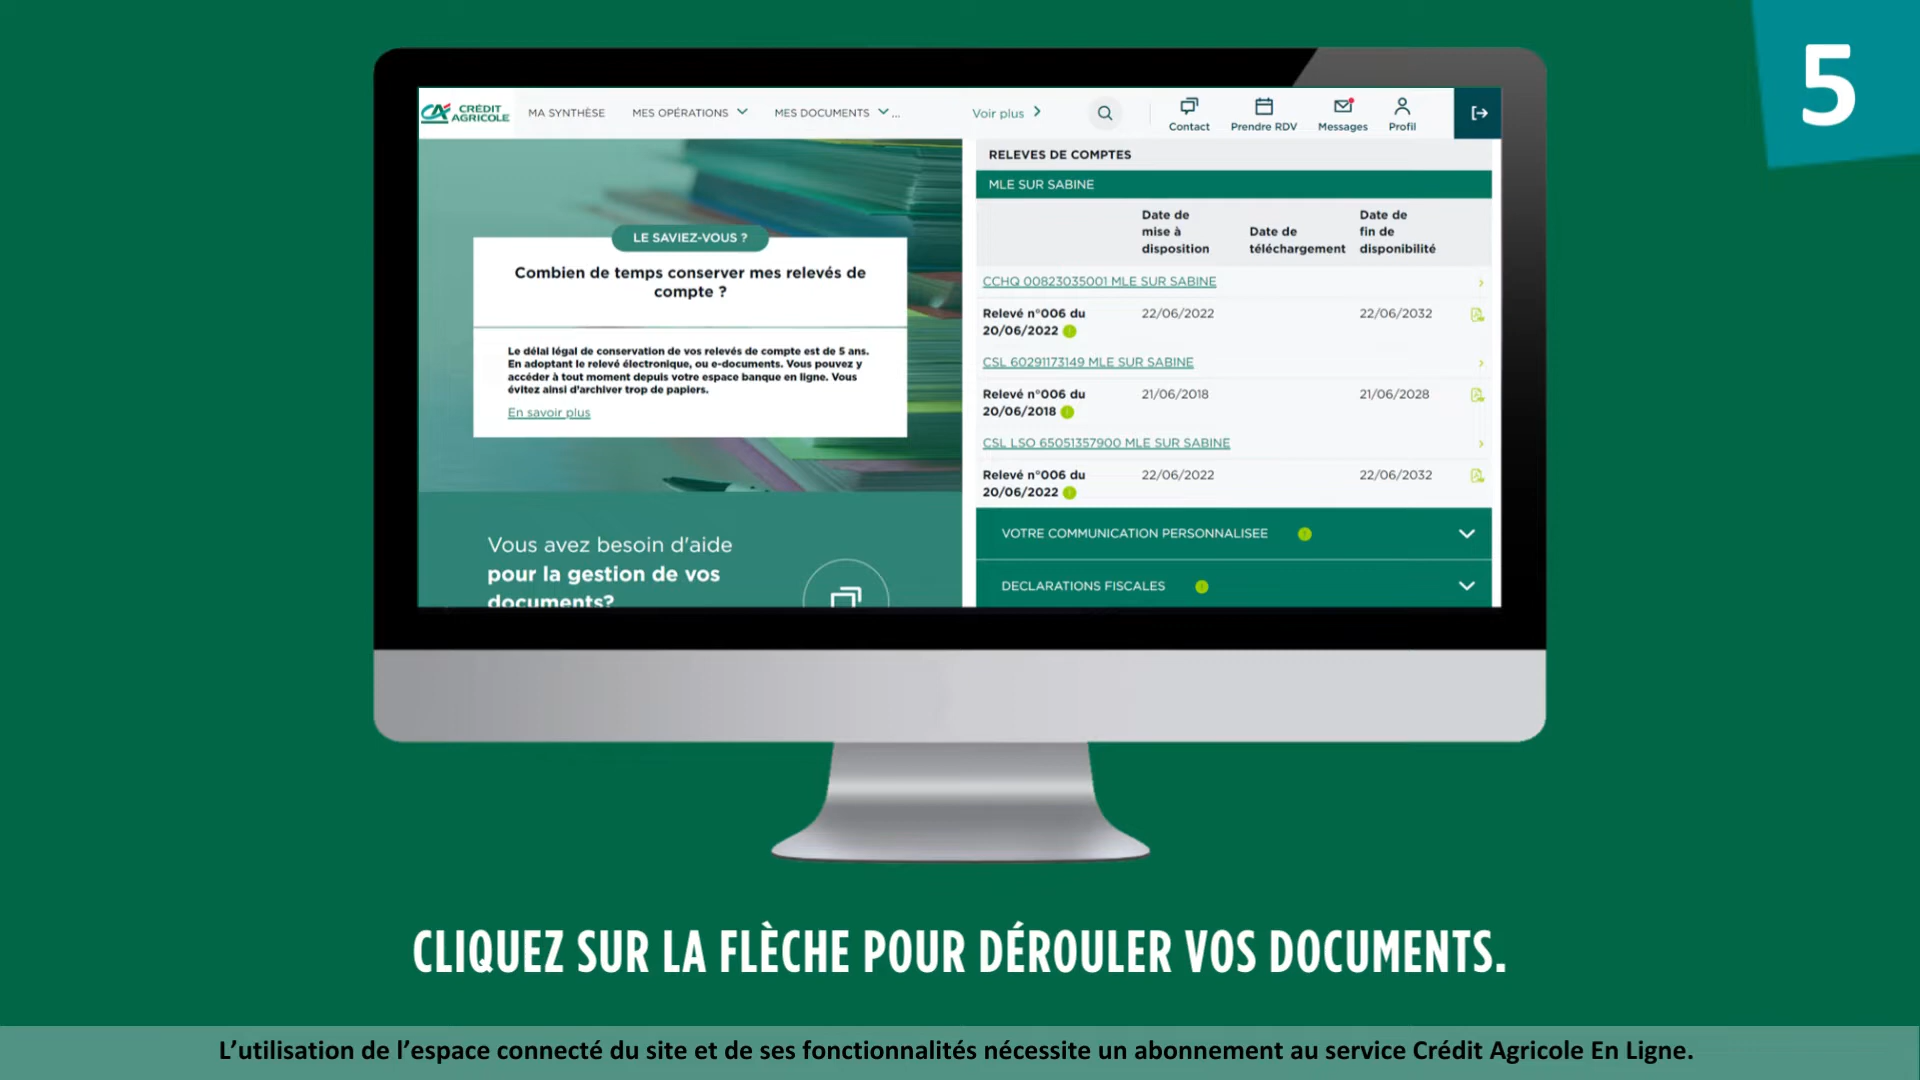 5
CRÉDIT
AGRICOLE
MA SYNTHÈSE
MES OPÉRATIONS
MES DOCUMENTS
...
Voir plus
Contact
Prendre RDV
Messages
Profil
LE SAVIEZ-VOUS ?
Combien de temps conserver mes relevés de
compte ?
Le délai légal de conservation de vos relevés de compte est de 5 ans.
En adoptant le relevé électronique, ou e-documents. Vous pouvez y
accéder à tout moment depuis votre espace banque en ligne. Vous
évitez ainsi d'archiver trop de papiers.
En savoir plus
Vous avez besoin d'aide
pour la gestion de vos
documents?
RELEVES DE COMPTES
MLE SUR SABINE
Date de
mise à
disposition
Date de
téléchargement
Date de
fin de
disponibilité
CCHQ 00823035001 MLE SUR SABINE
Relevé n°006 du
20/06/2022
22/06/2022
22/06/2032
CSL 60291173149 MLE SUR SABINE
Relevé n°006 du
20/06/2018
21/06/2018
21/06/2028
CSL LSO 65051357900 MLE SUR SABINE
Relevé n°006 du
20/06/2022
22/06/2022
22/06/2032
VOTRE COMMUNICATION PERSONNALISEE
DECLARATIONS FISCALES
CLIQUEZ SUR LA FLÈCHE POUR DÉROULER VOS DOCUMENTS.
L'utilisation de l'espace connecté du site et de ses fonctionnalités nécessite un abonnement au service Crédit Agricole En Ligne.